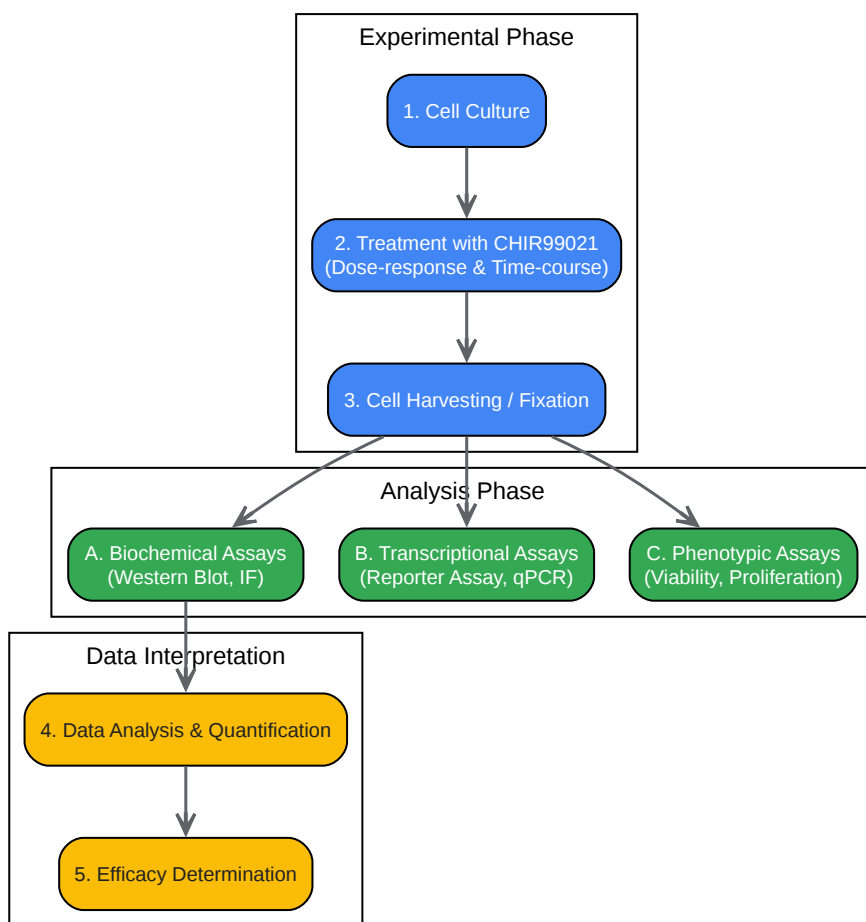 Experimental Phase
1. Cell Culture
2. Treatment with CHIR99021
(Dose-response & Time-course)
3. Cell Harvesting / Fixation
Analysis Phase
A. Biochemical Assays
(Western Blot, IF)
B. Transcriptional Assays
(Reporter Assay, qPCR)
C. Phenotypic Assays
(Viability, Proliferation)
Data Interpretation
4. Data Analysis & Quantification
5. Efficacy Determination